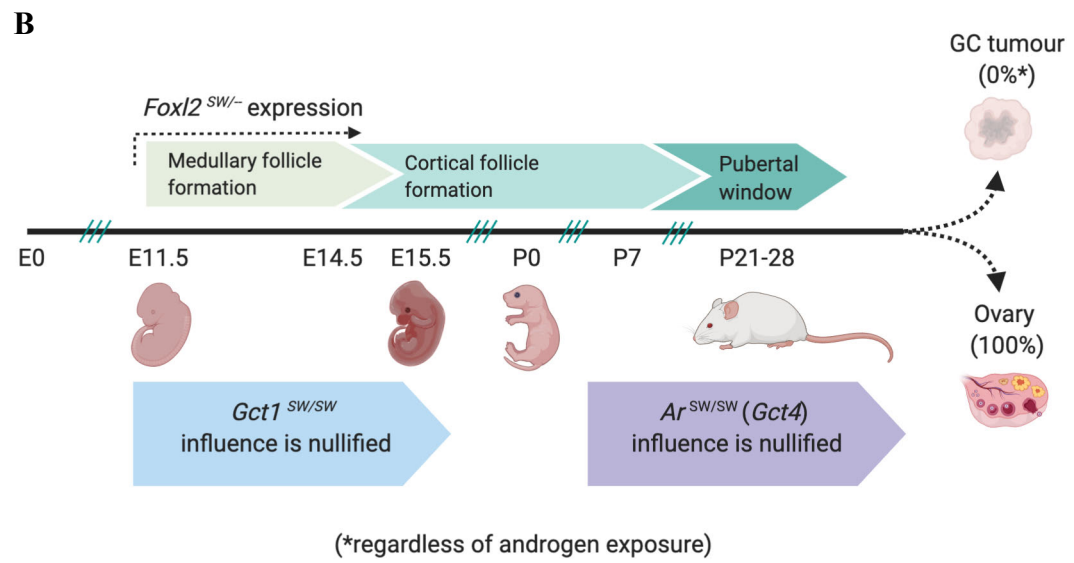 B
GC tumour
(0%*)
Foxl2 SW/-- expression
Medullary follicle
formation
Cortical follicle
formation
Pubertal
window
E0
E11.5
E14.5
E15.5
P0
P7
P21-28
Ovary
(100%)
Gct1 SW/SW
influence is nullified
Ar SW/SW (Gct4)
influence is nullified
(*regardless of androgen exposure)